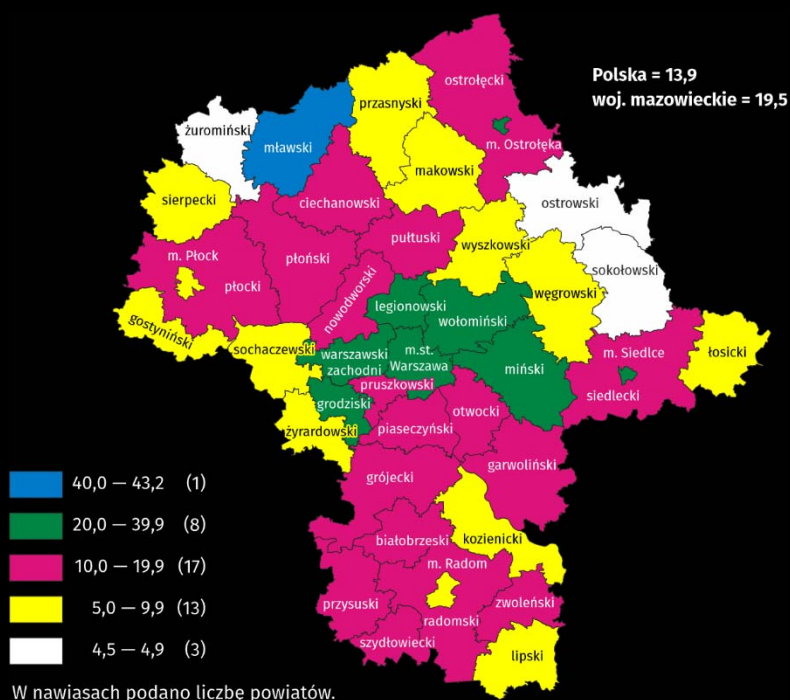 Polska = 13,9
woj. mazowieckie = 19,5
ostrołęcki
przasnyski
żuromiński
mławski
m. Ostrołęka
makowski
sierpecki
ciechanowski
ostrowski
pułtuski
wyszkowski
m. Płock
płoński
sokołowski
płocki
nowodworski
węgrowski
legionowski
wołomiński
gostyniński
sochaczewski
warszawski
zachodni
m.st.
Warszawa
m. Siedlce
łosicki
miński
pruszkowski
siedlecki
grodziski
otwocki
żyrardowski
piaseczyński
garwoliński
grójecki
40,0 — 43,2 (1)
20,0 — 39,9 (8)
10,0 — 19,9 (17)
5,0 — 9,9 (13)
4,5 — 4,9 (3)
białobrzeski
kozienicki
m. Radom
przysuski
zwoleński
radomski
szydłowiecki
lipski
W nawiasach podano liczbę powiatów.